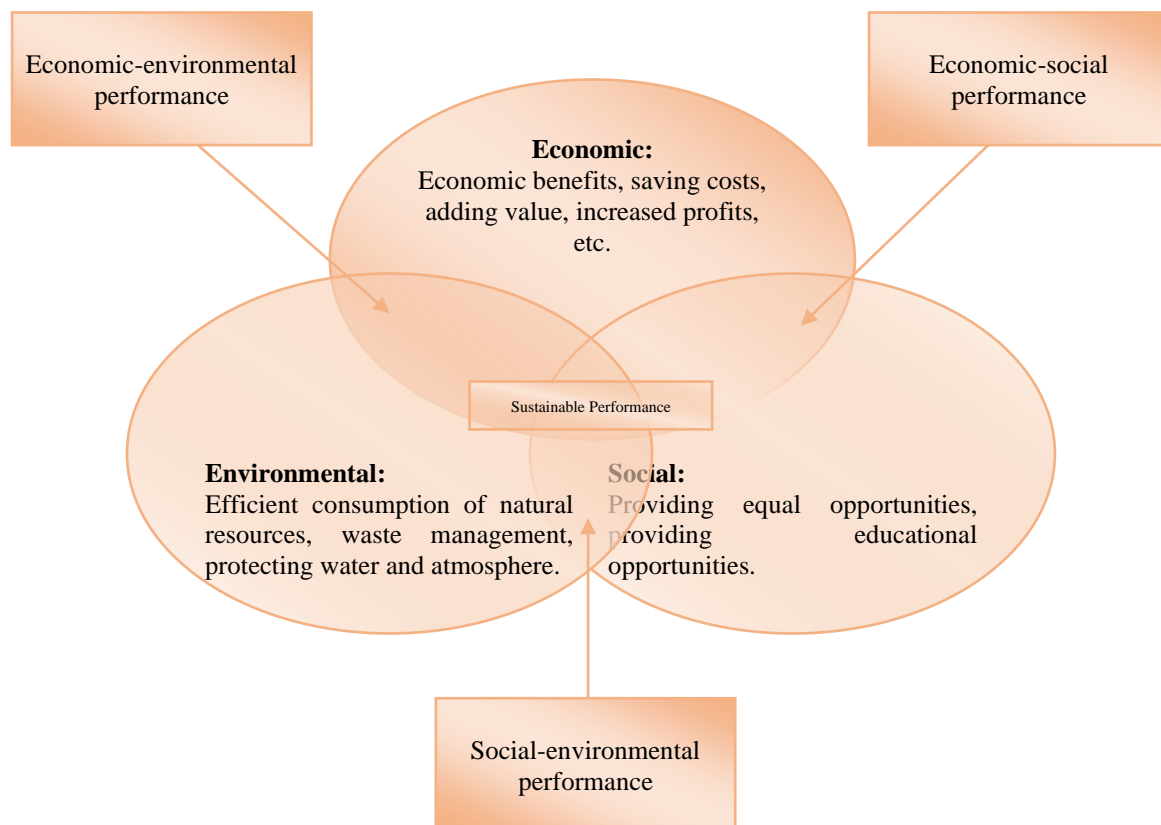 Economic-environmental
performance
Economic-social
performance
Economic:
Economic benefits, saving costs,
adding value, increased profits,
etc.
Sustainable Performance
Environmental:
Efficient consumption of natural
resources, waste management,
protecting water and atmosphere.
Social:
Providing equal opportunities,
providing educational
opportunities.
Social-environmental
performance